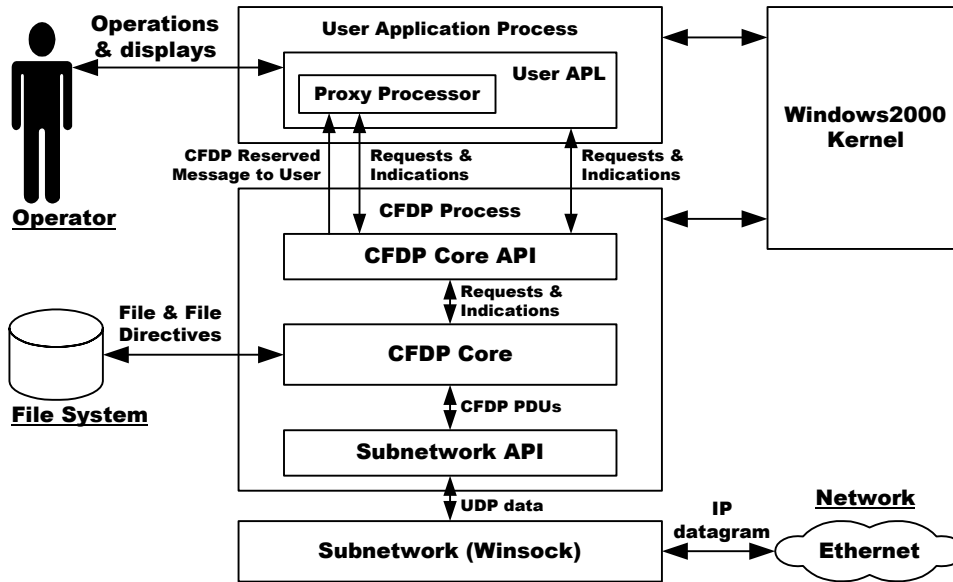 Operations
& displays
User Application Process
User APL
Proxy Processor
Windows2000
Kernel
CFDP Reserved
Message to User
Requests &
Indications
Requests &
Indications
Operator
CFDP Process
CFDP Core API
Requests &
Indications
File & File
Directives
CFDP Core
File System
CFDP PDUs
Subnetwork API
UDP data
Network
IP
datagram
Subnetwork (Winsock)
Ethernet